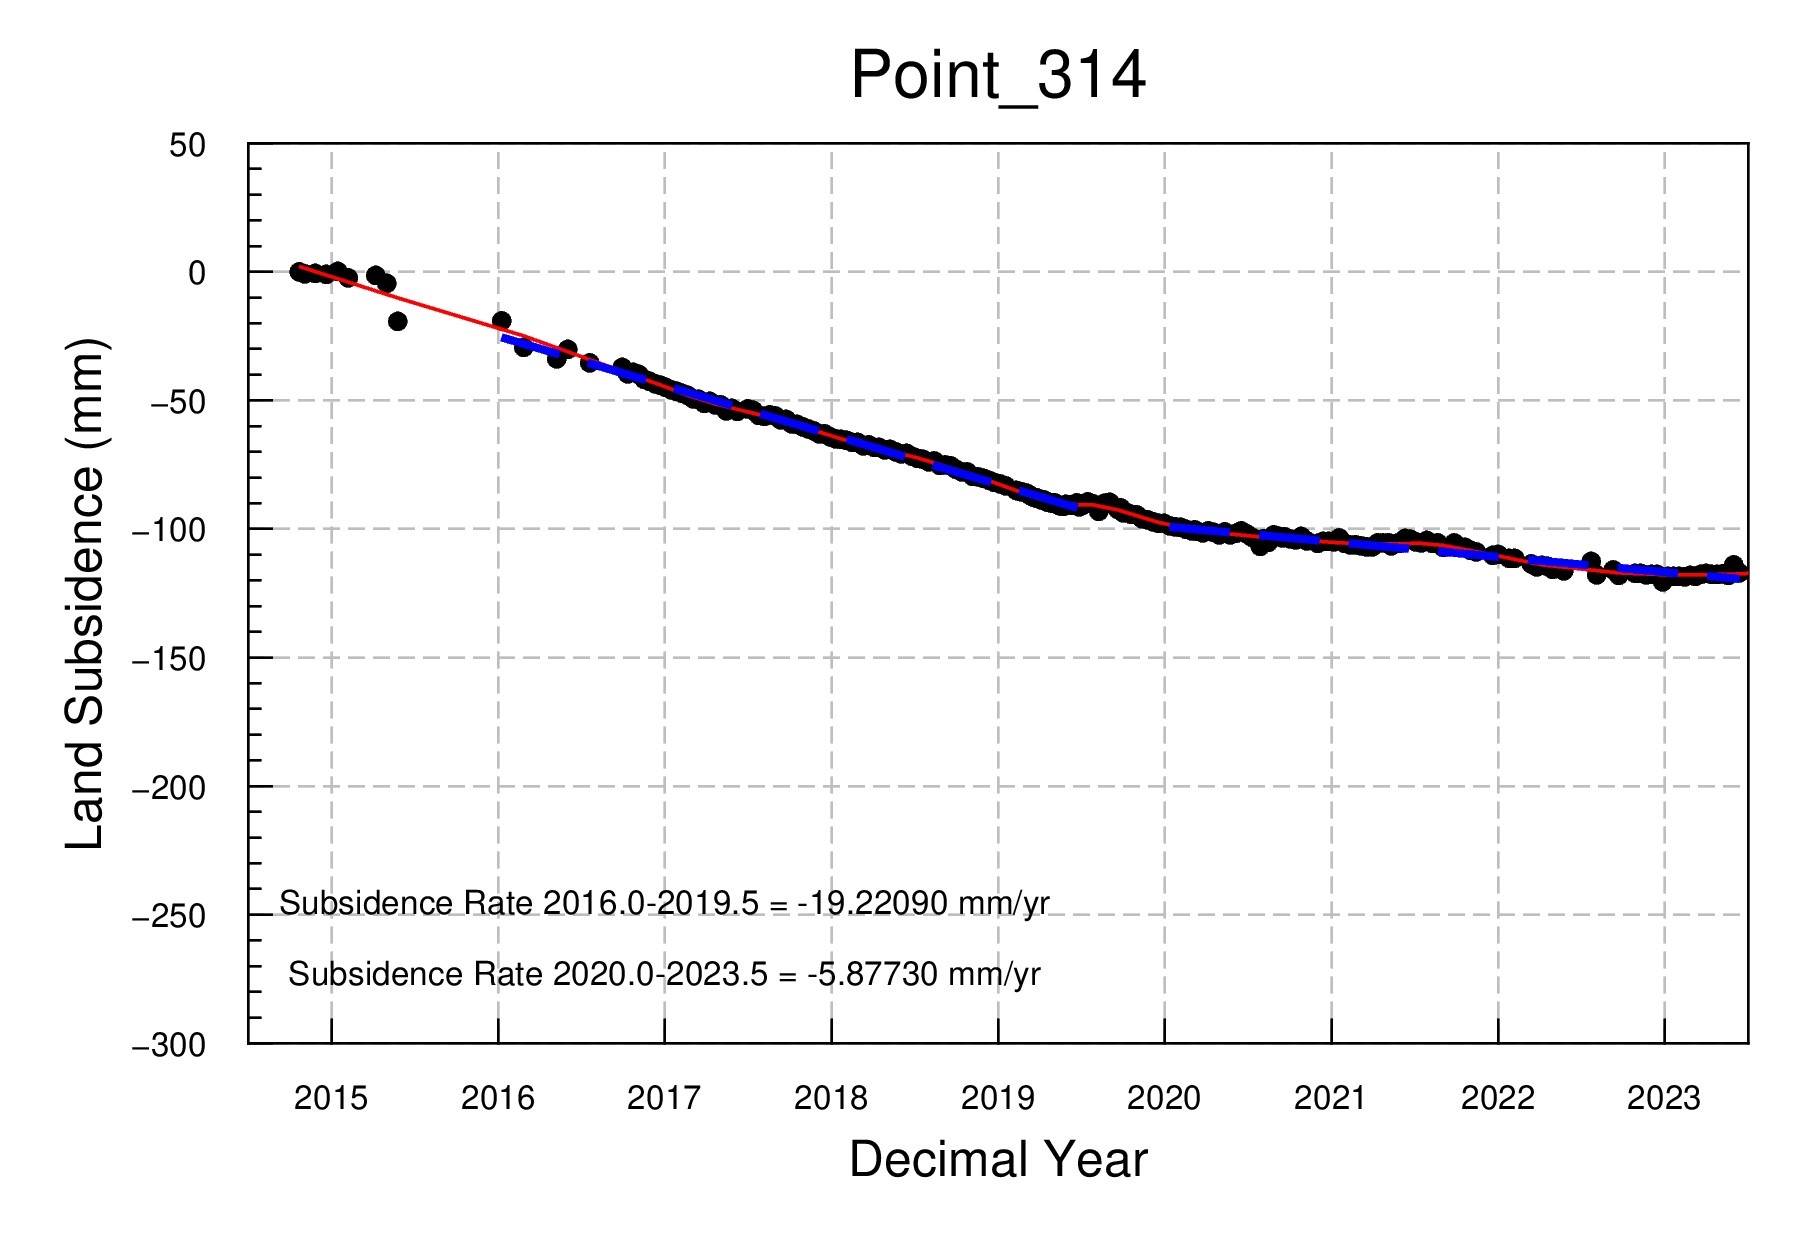 Point_314
50
0
−50
−100
−150
−200
−250
−300
Land Subsidence (mm)
Subsidence Rate 2016.0-2019.5 = -19.22090 mm/yr
Subsidence Rate 2020.0-2023.5 = -5.87730 mm/yr
2015 2016 2017 2018 2019 2020 2021 2022 2023
Decimal Year